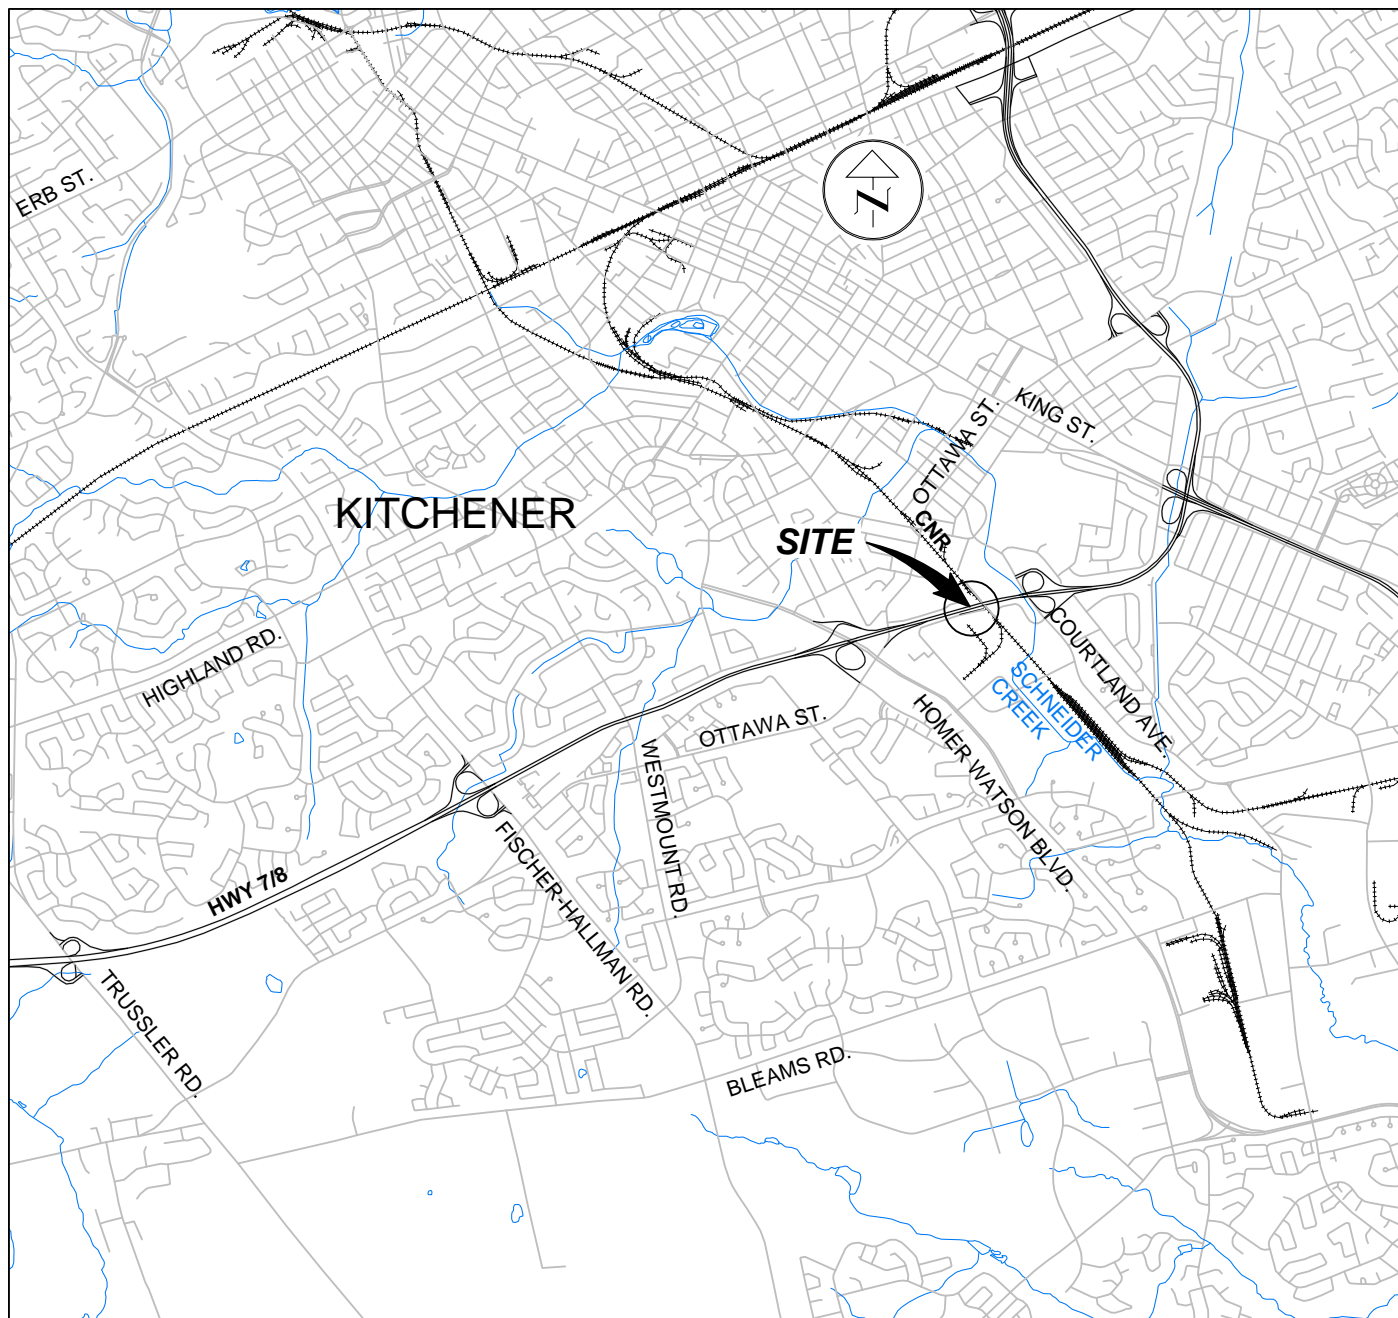 ERB ST.
N
KING ST.
OTTAWA ST.
KITCHENER
CNR
SITE
HIGHLAND RD.
COURTLAND AVE.
SCHNEIDER
CREEK
OTTAWA ST.
HOMER WATSON BLVD.
WESTMOUNT RD.
FISCHER-HALLMAN RD.
HWY 7/8
TRUSSLER RD.
BLEAMS RD.